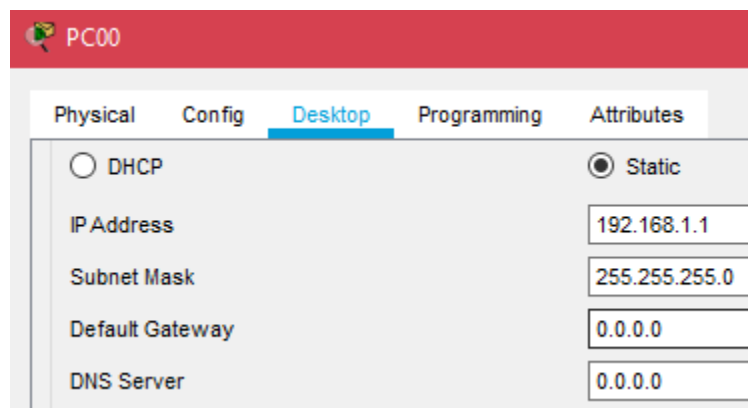 PC00
Physical Config Desktop Programming Attributes
DHCP Static
IP Address 192.168.1.1
Subnet Mask 255.255.255.0
Default Gateway 0.0.0.0
DNS Server 0.0.0.0